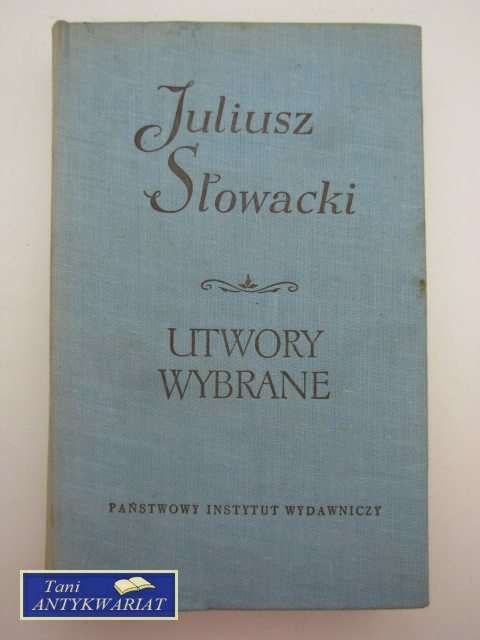 Juliusz
Słowacki
UTWORY
WYBRANE
PAŃSTWOWY INSTYTUT WYDAWNICZY
Tani
ANTYKWARIAT